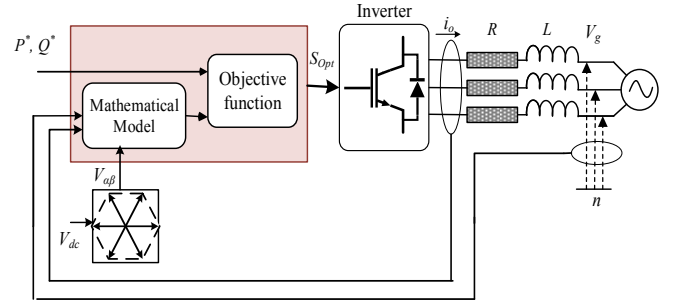 Inverter
P*, Q*
i_o
R
L
V_g
Objective
function
S_Opt
Mathematical
Model
V_αβ
V_dc
n